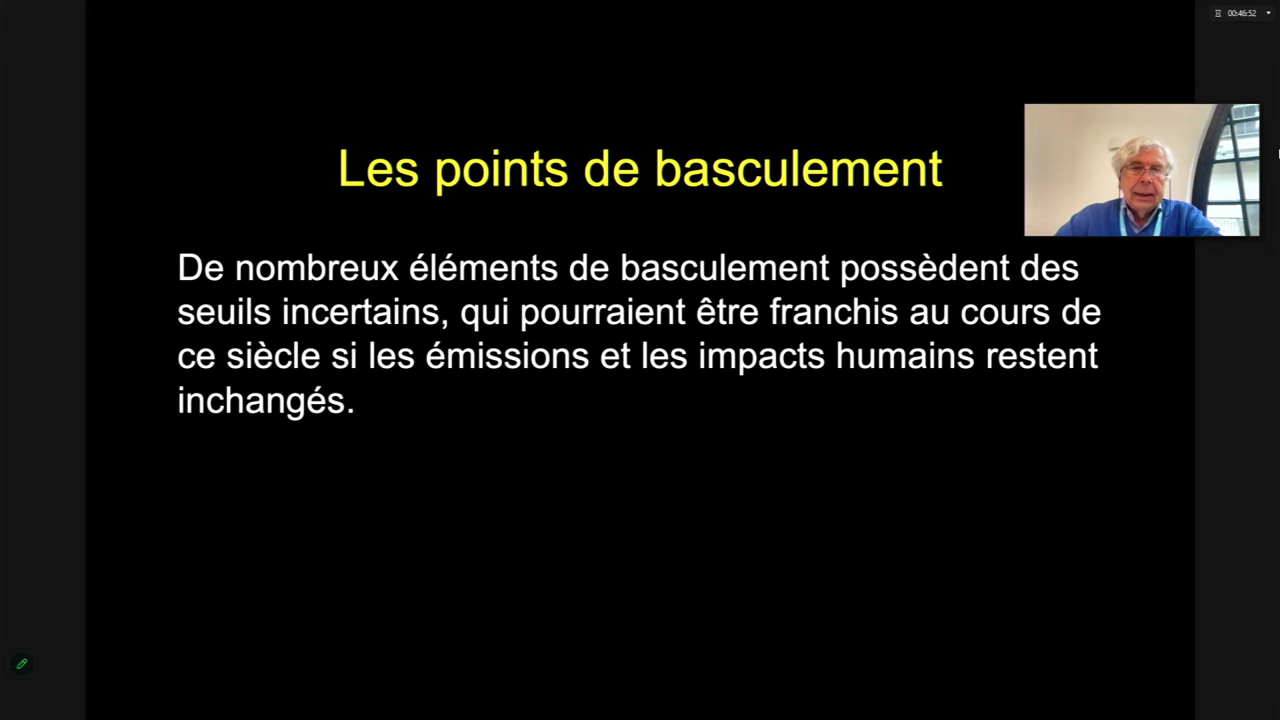 00:46:52
Les points de basculement
De nombreux éléments de basculement possèdent des
seuils incertains, qui pourraient être franchis au cours de
ce siècle si les émissions et les impacts humains restent
inchangés.